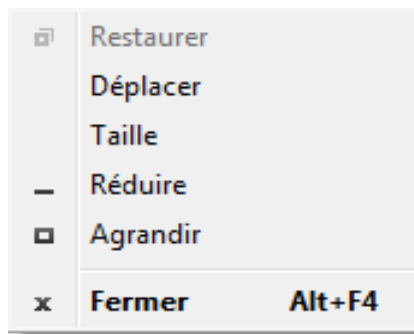 Restaurer
Déplacer
Taille
Réduire
Agrandir
Fermer Alt+F4